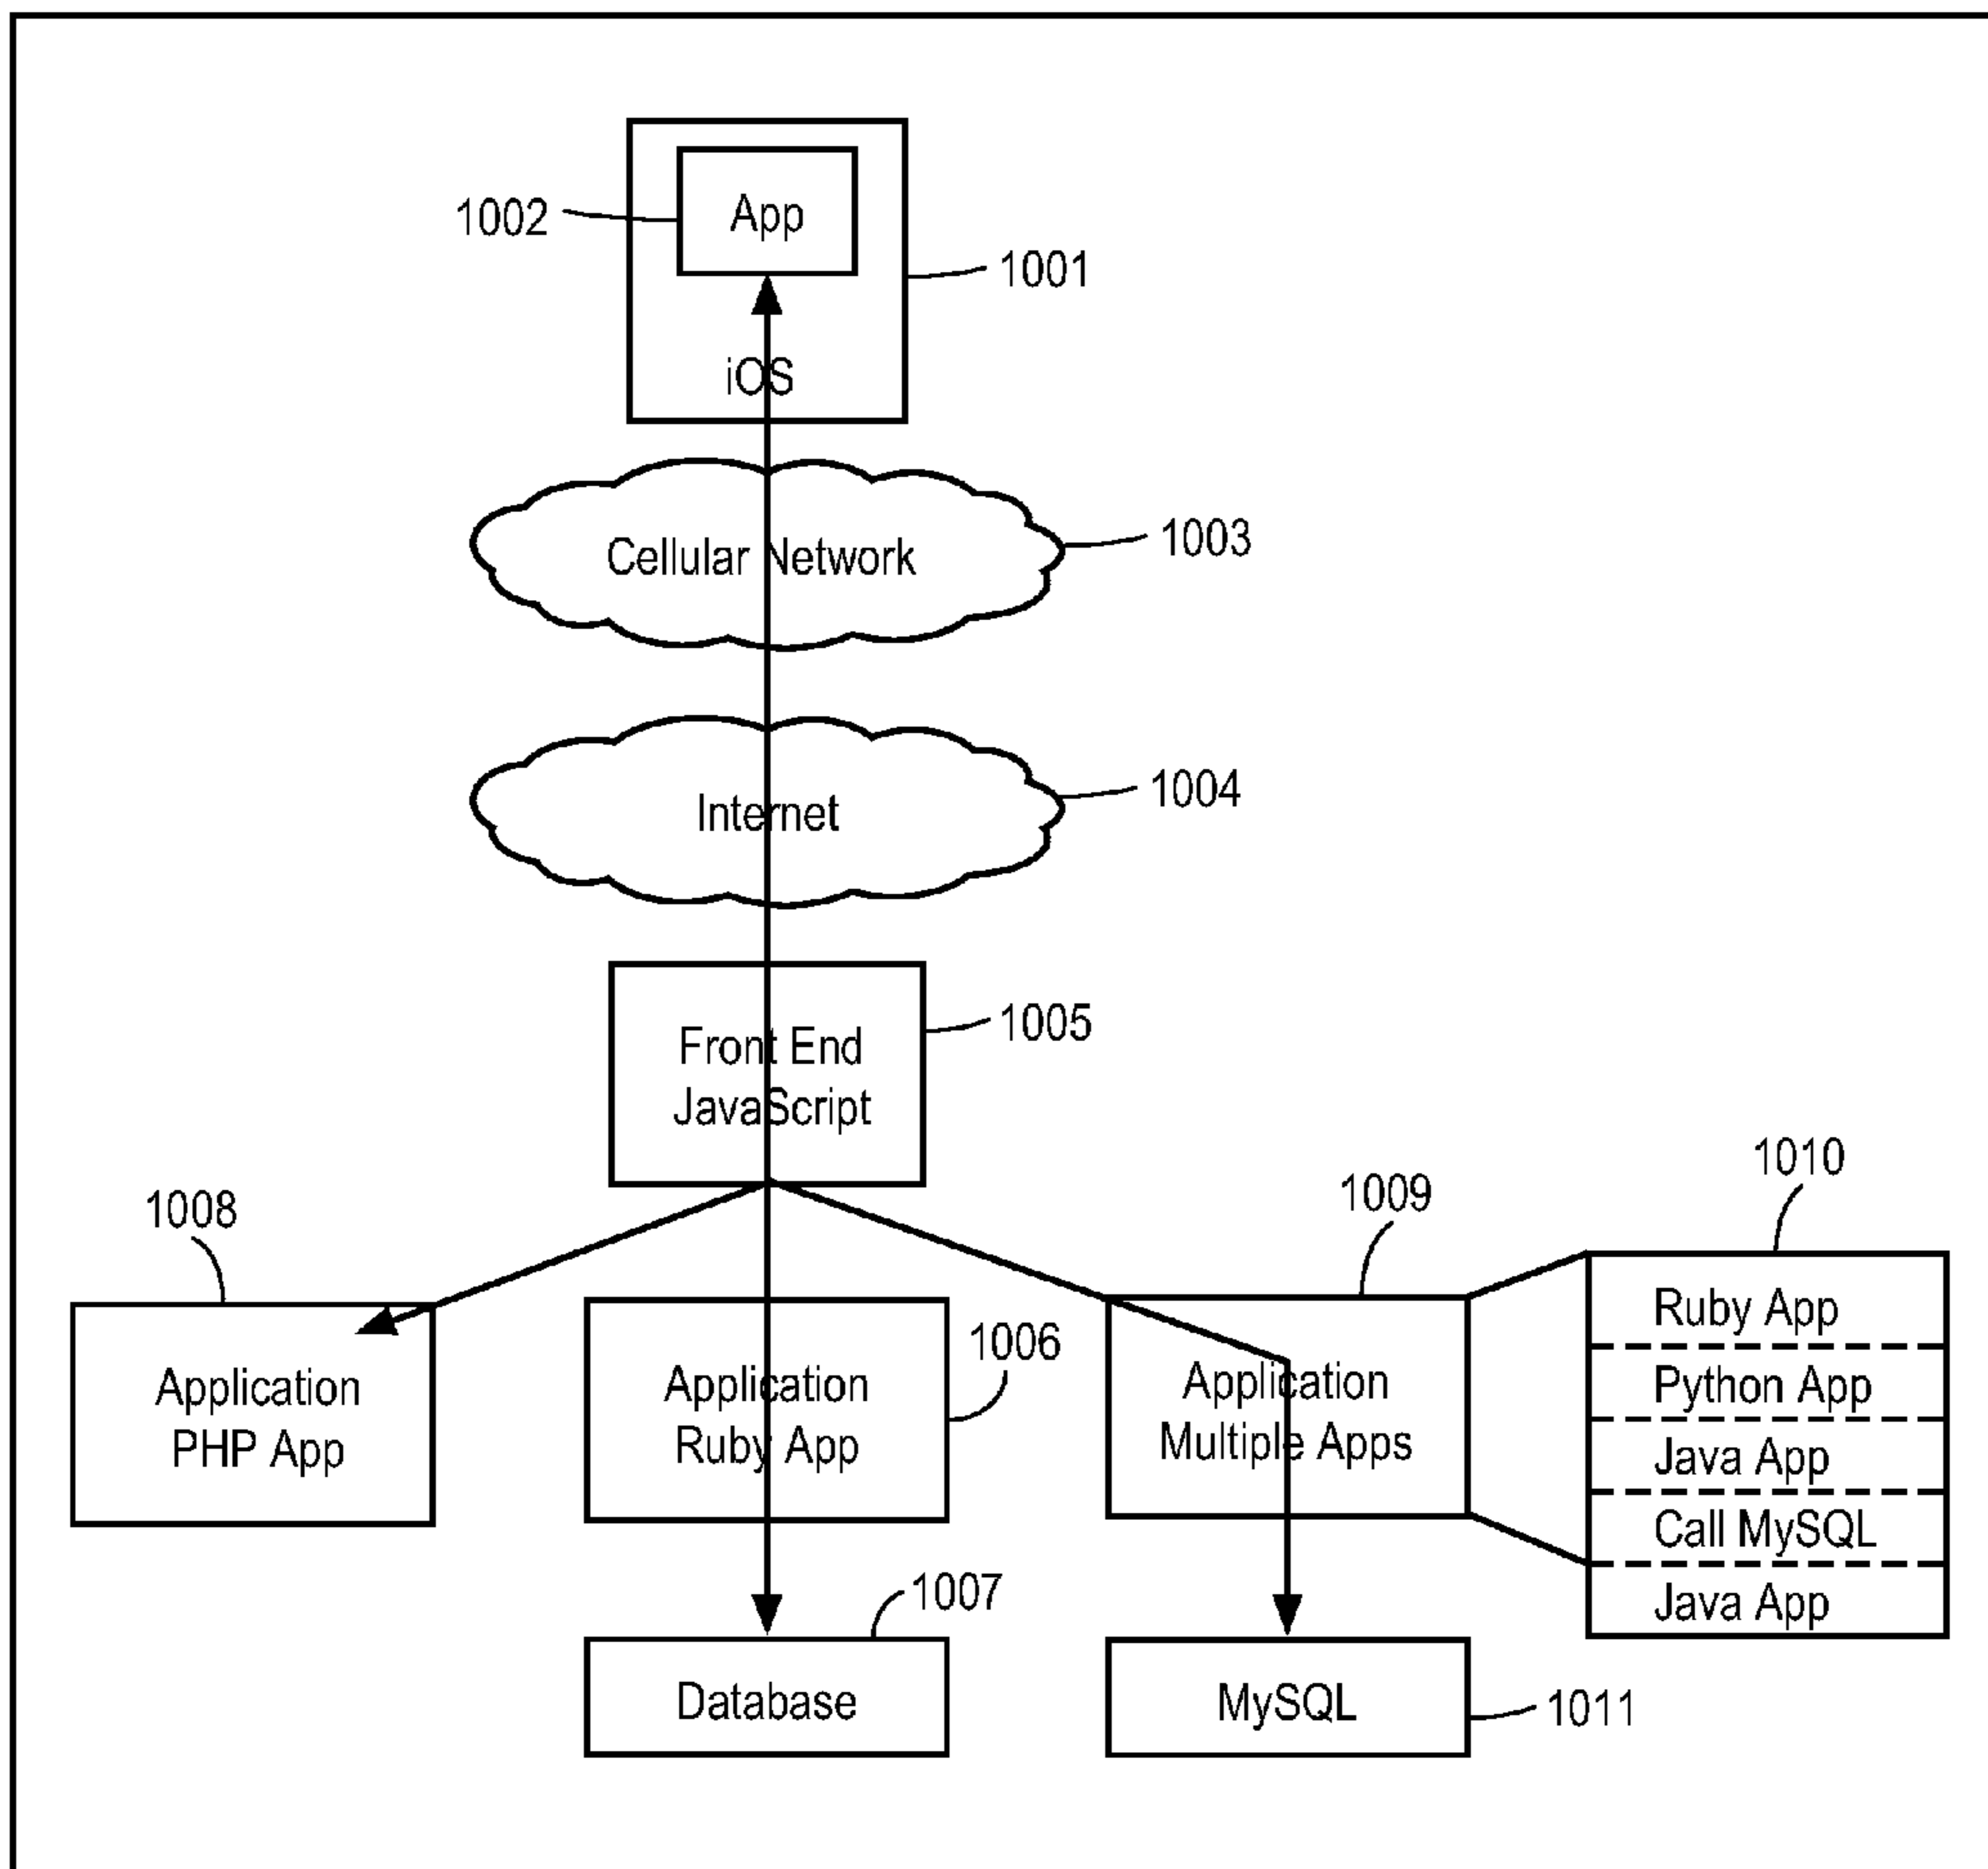 App
1002
1001
iOS
Cellular Network
1003
Internet
1004
Front End
JavaScript
1005
1008
Application
PHP App
Application
Ruby App
1006
1009
Application
Multiple Apps
1010
Ruby App
Python App
Java App
Call MySQL
Java App
1007
Database
MySQL
1011